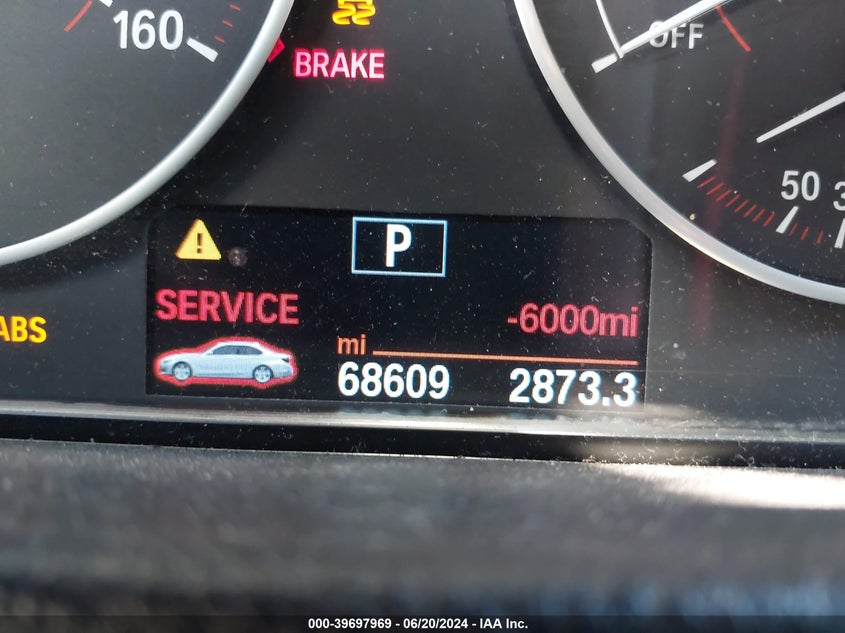 160
BRAKE
OFF
50
P
SERVICE
-6000mi
ABS
mi
68609
2873.3
000-39697969 - 06/20/2024 - IAA Inc.